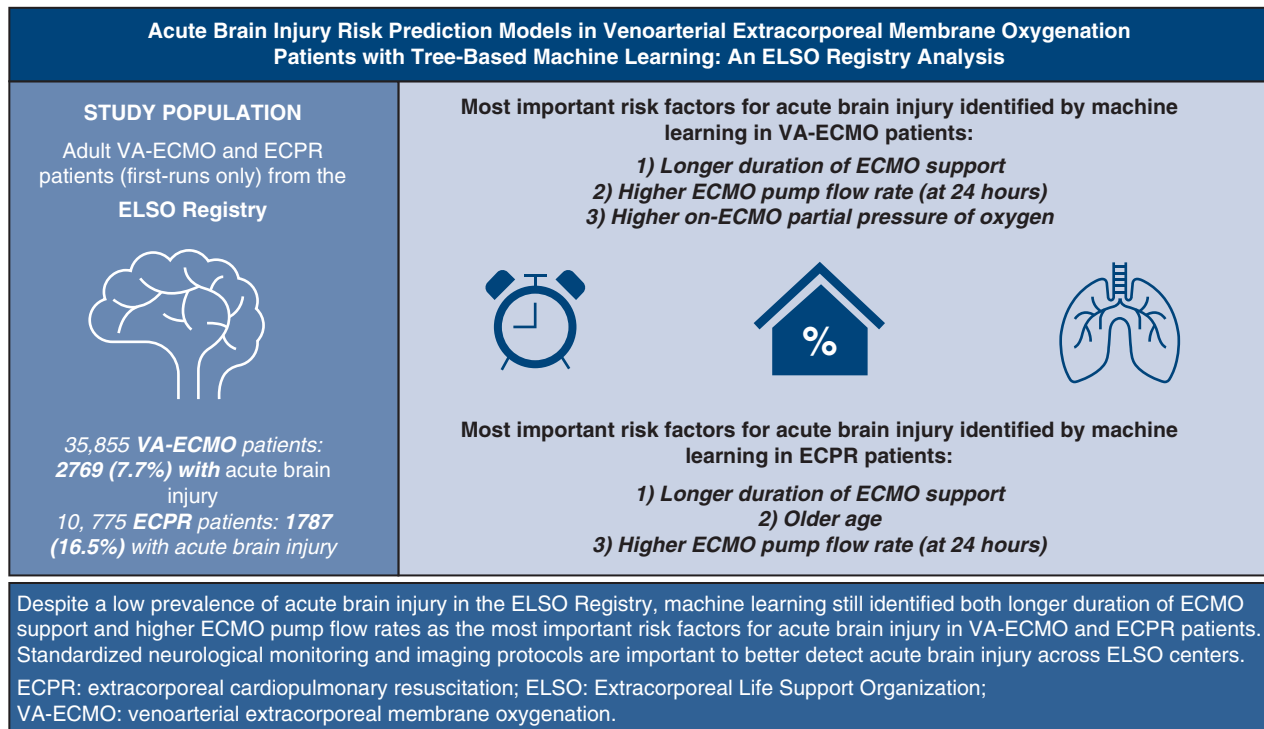 Acute Brain Injury Risk Prediction Models in Venoarterial Extracorporeal Membrane Oxygenation
Patients with Tree-Based Machine Learning: An ELSO Registry Analysis
STUDY POPULATION
Adult VA-ECMO and ECPR
patients (first-runs only) from the
ELSO Registry
35,855 VA-ECMO patients:
2769 (7.7%) with acute brain
injury
10, 775 ECPR patients: 1787
(16.5%) with acute brain injury
Most important risk factors for acute brain injury identified by machine
learning in VA-ECMO patients:
1) Longer duration of ECMO support
2) Higher ECMO pump flow rate (at 24 hours)
3) Higher on-ECMO partial pressure of oxygen
%
Most important risk factors for acute brain injury identified by machine
learning in ECPR patients:
1) Longer duration of ECMO support
2) Older age
3) Higher ECMO pump flow rate (at 24 hours)
Despite a low prevalence of acute brain injury in the ELSO Registry, machine learning still identified both longer duration of ECMO
support and higher ECMO pump flow rates as the most important risk factors for acute brain injury in VA-ECMO and ECPR patients.
Standardized neurological monitoring and imaging protocols are important to better detect acute brain injury across ELSO centers.
ECPR: extracorporeal cardiopulmonary resuscitation; ELSO: Extracorporeal Life Support Organization;
VA-ECMO: venoarterial extracorporeal membrane oxygenation.